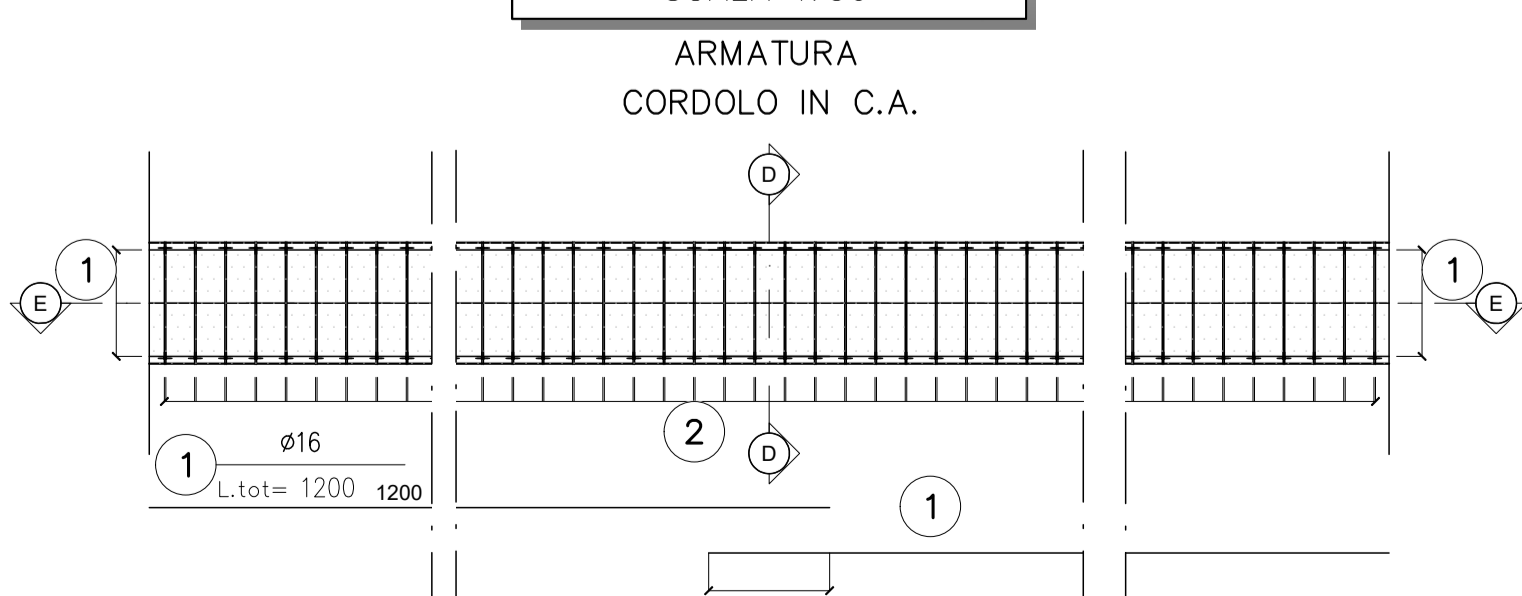 ARMATURA
CORDOLO IN C.A.
D
1
1
E
E
2
D
1
ø16
L.tot= 1200
1200
1